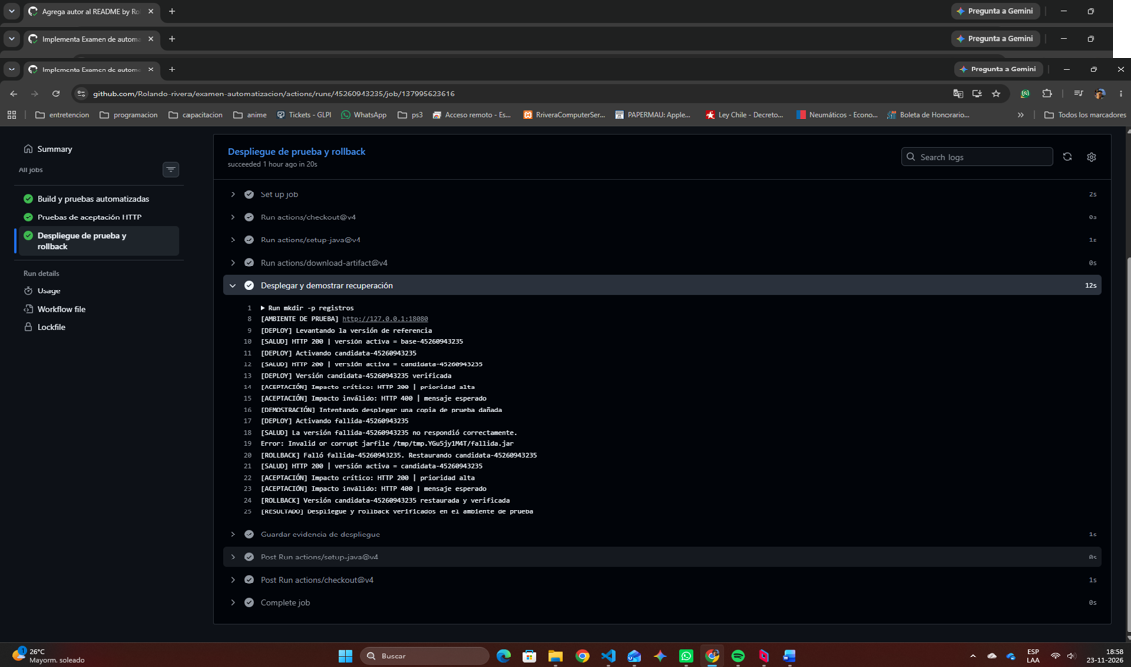 Agrega autor al README by Ro
Pregunta a Gemini
Implementa Examen de automa
Pregunta a Gemini
Implementa Examen de automa
Pregunta a Gemini
github.com/Rolando-rivera/examen-automatizacion/actions/runs/45260943235/job/137995623616
entretencion
programacion
capacitacion
anime
Tickets - GLPI
WhatsApp
ps3
Acceso remoto - Es...
RriveraComputerSer...
PAPERMAU: Apple...
Ley Chile - Decreto...
Neumáticos - Econo...
Boleta de Honorario...
Todos los marcadores
Summary
All jobs
Build y pruebas automatizadas
Pruebas de aceptación HTTP
Despliegue de prueba y
rollback
Run details
Usage
Workflow file
Lockfile
Despliegue de prueba y rollback
succeeded 1 hour ago in 20s
Search logs
Set up job 2s
Run actions/checkout@v4 0s
Run actions/setup-java@v4 1s
Run actions/download-artifact@v4 0s
Desplegar y demostrar recuperación 12s
1 Run mkdir -p registros
8 [AMBIENTE DE PRUEBA] http://127.0.0.1:18080
9 [DEPLOY] Levantando la versión de referencia
10 [SALUD] HTTP 200 | versión activa = base-45260943235
11 [DEPLOY] Activando candidata-45260943235
12 [SALUD] HTTP 200 | versión activa = candidata-45260943235
13 [DEPLOY] Versión candidata-45260943235 verificada
14 [ACEPTACIÓN] Impacto crítico: HTTP 200 | prioridad alta
15 [ACEPTACIÓN] Impacto inválido: HTTP 400 | mensaje esperado
16 [DEMOSTRACIÓN] Intentando desplegar una copia de prueba dañada
17 [DEPLOY] Activando fallida-45260943235
18 [SALUD] La versión fallida-45260943235 no respondió correctamente.
19 Error: Invalid or corrupt jarfile /tmp/tmp.YGu5jy1M4T/fallida.jar
20 [ROLLBACK] Falló fallida-45260943235. Restaurando candidata-45260943235
21 [SALUD] HTTP 200 | versión activa = candidata-45260943235
22 [ACEPTACIÓN] Impacto crítico: HTTP 200 | prioridad alta
23 [ACEPTACIÓN] Impacto inválido: HTTP 400 | mensaje esperado
24 [ROLLBACK] Versión candidata-45260943235 restaurada y verificada
25 [RESULTADO] Despliegue y rollback verificados en el ambiente de prueba
Guardar evidencia de despliegue 1s
Post Run actions/setup-java@v4 0s
Post Run actions/checkout@v4 1s
Complete job 0s
26°C
Mayorm. soleado
Buscar
ESP
LAA
18:58
23-11-2026